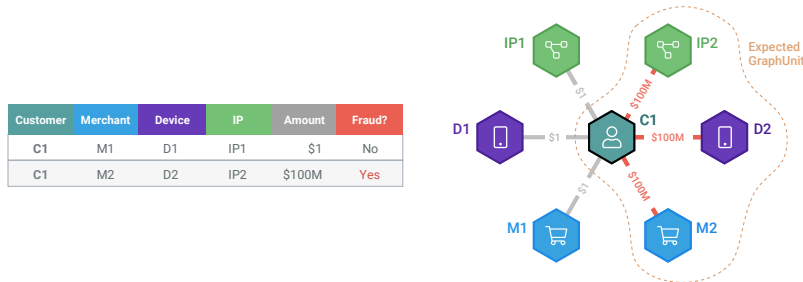 Customer Merchant Device IP Amount Fraud?
C1 M1 D1 IP1 $1 No
C1 M2 D2 IP2 $100M Yes
IP1
IP2
Expected
GraphUnit
$1
$100M
C1
D1
$1
$100M
D2
$1
$100M
M1
M2